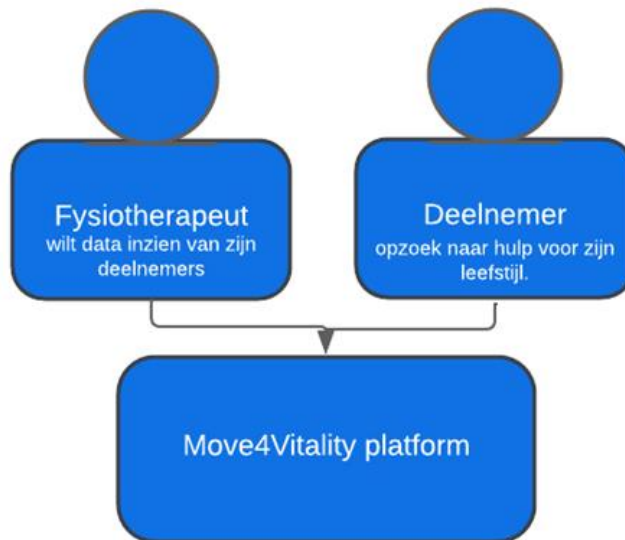 Fysiotherapeut
wilt data inzien van zijn
deelnemers
Deelnemer
opzoek naar hulp voor zijn
leefstijl.
Move4Vitality platform